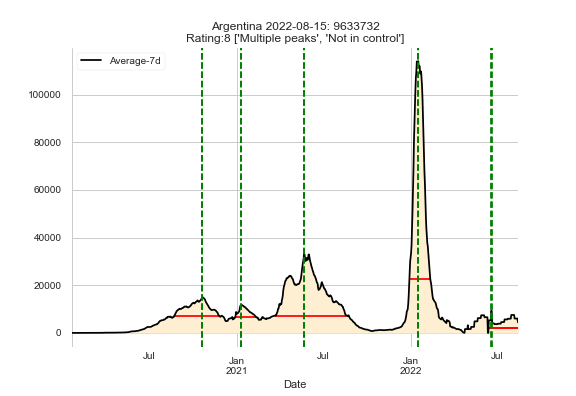 Argentina 2022-08-15: 9633732
Rating:8 ['Multiple peaks', 'Not in control']
Average-7d
100000
80000
60000
40000
20000
0
Jul
Jan
2021
Jul
Jan
2022
Jul
Date